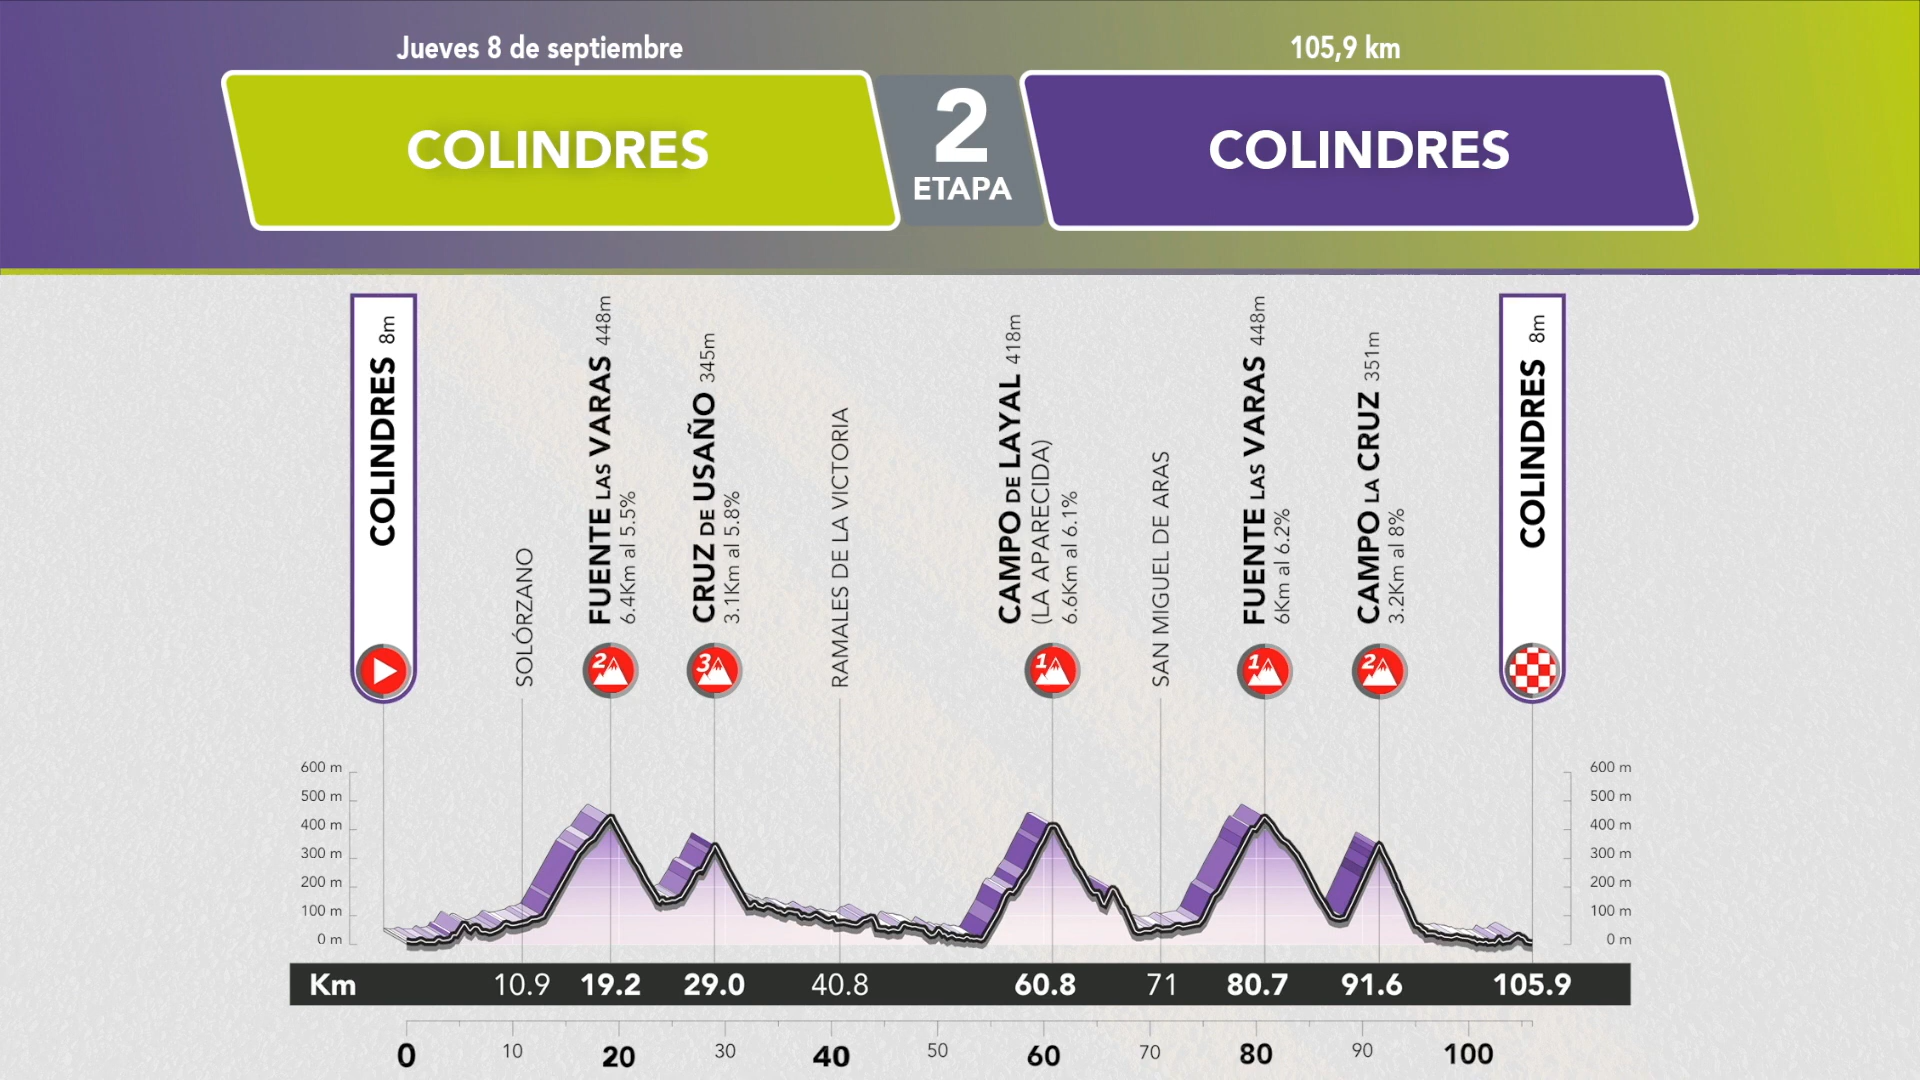 Jueves 8 de septiembre
105,9 km
COLINDRES
2
ETAPA
COLINDRES
COLINDRES 8m
SOLÓRZANO
FUENTE LAS VARAS 448m
6.4Km al 5.5%
CRUZ DE USAÑO 345m
3.1Km al 5.8%
RAMALES DE LA VICTORIA
CAMPO DE LAYAL 418m
(LA APARECIDA)
6.6Km al 6.1%
SAN MIGUEL DE ARAS
FUENTE LAS VARAS 448m
6Km al 6.2%
CAMPO LA CRUZ 351m
3.2Km al 8%
COLINDRES 8m
2
3
1
1
2
600 m
500 m
400 m
300 m
200 m
100 m
0 m
600 m
500 m
400 m
300 m
200 m
100 m
0 m
Km 10.9 19.2 29.0 40.8 60.8 71 80.7 91.6 105.9
0 10 20 30 40 50 60 70 80 90 100